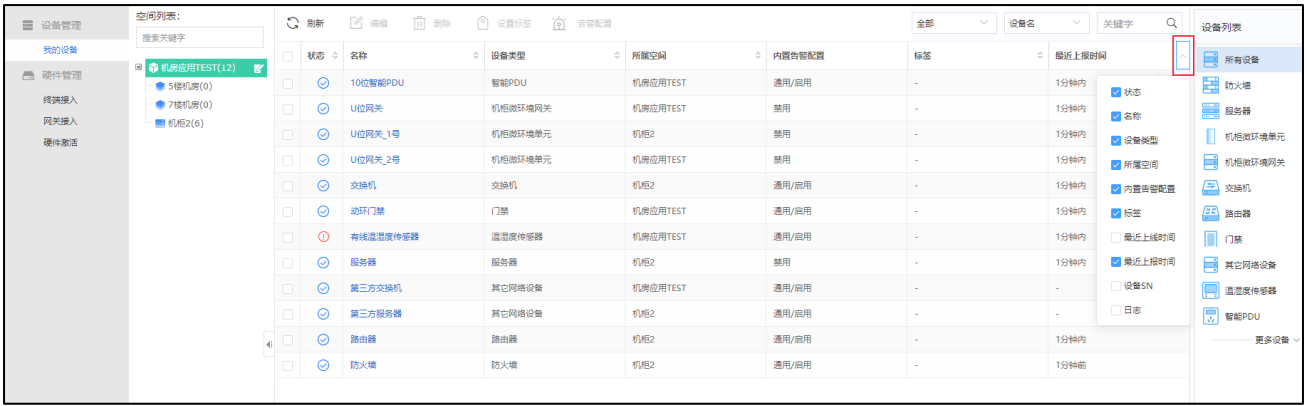 设备管理
我的设备
硬件管理
终端接入
网关接入
硬件激活
空间列表:
搜索关键字
机房应用TEST(12)
5楼机房(0)
7楼机房(0)
机柜2(6)
刷新 编辑 删除 设置标签 告警配置 全部 设备名 关键字
状态 名称 设备类型 所属空间 内置告警配置 标签 最近上报时间
10位智能PDU 智能PDU 机房应用TEST 通用/启用 - 1分钟内
U位网关 机柜微环境网关 机房应用TEST 禁用 - 1分钟内
U位网关_1号 机柜微环境单元 机柜2 禁用 - 1分钟内
U位网关_2号 机柜微环境单元 机房应用TEST 禁用 - 1分钟内
交换机 交换机 机柜2 通用/启用 - 1分钟内
动环门禁 门禁 机房应用TEST 通用/启用 - 1分钟内
有线温湿度传感器 温湿度传感器 机房应用TEST 通用/启用 - 1分钟内
服务器 服务器 机柜2 禁用 - 1分钟内
第三方交换机 其它网络设备 机房应用TEST 通用/启用 - -
第三方服务器 其它网络设备 机柜2 通用/启用 - -
路由器 路由器 机柜2 通用/启用 - 1分钟内
防火墙 防火墙 机柜2 通用/启用 - 1分钟前
状态
名称
设备类型
所属空间
内置告警配置
标签
最近上线时间
最近上报时间
设备SN
日志
设备列表
所有设备
防火墙
服务器
机柜微环境单元
机柜微环境网关
交换机
路由器
门禁
其它网络设备
温湿度传感器
智能PDU
更多设备